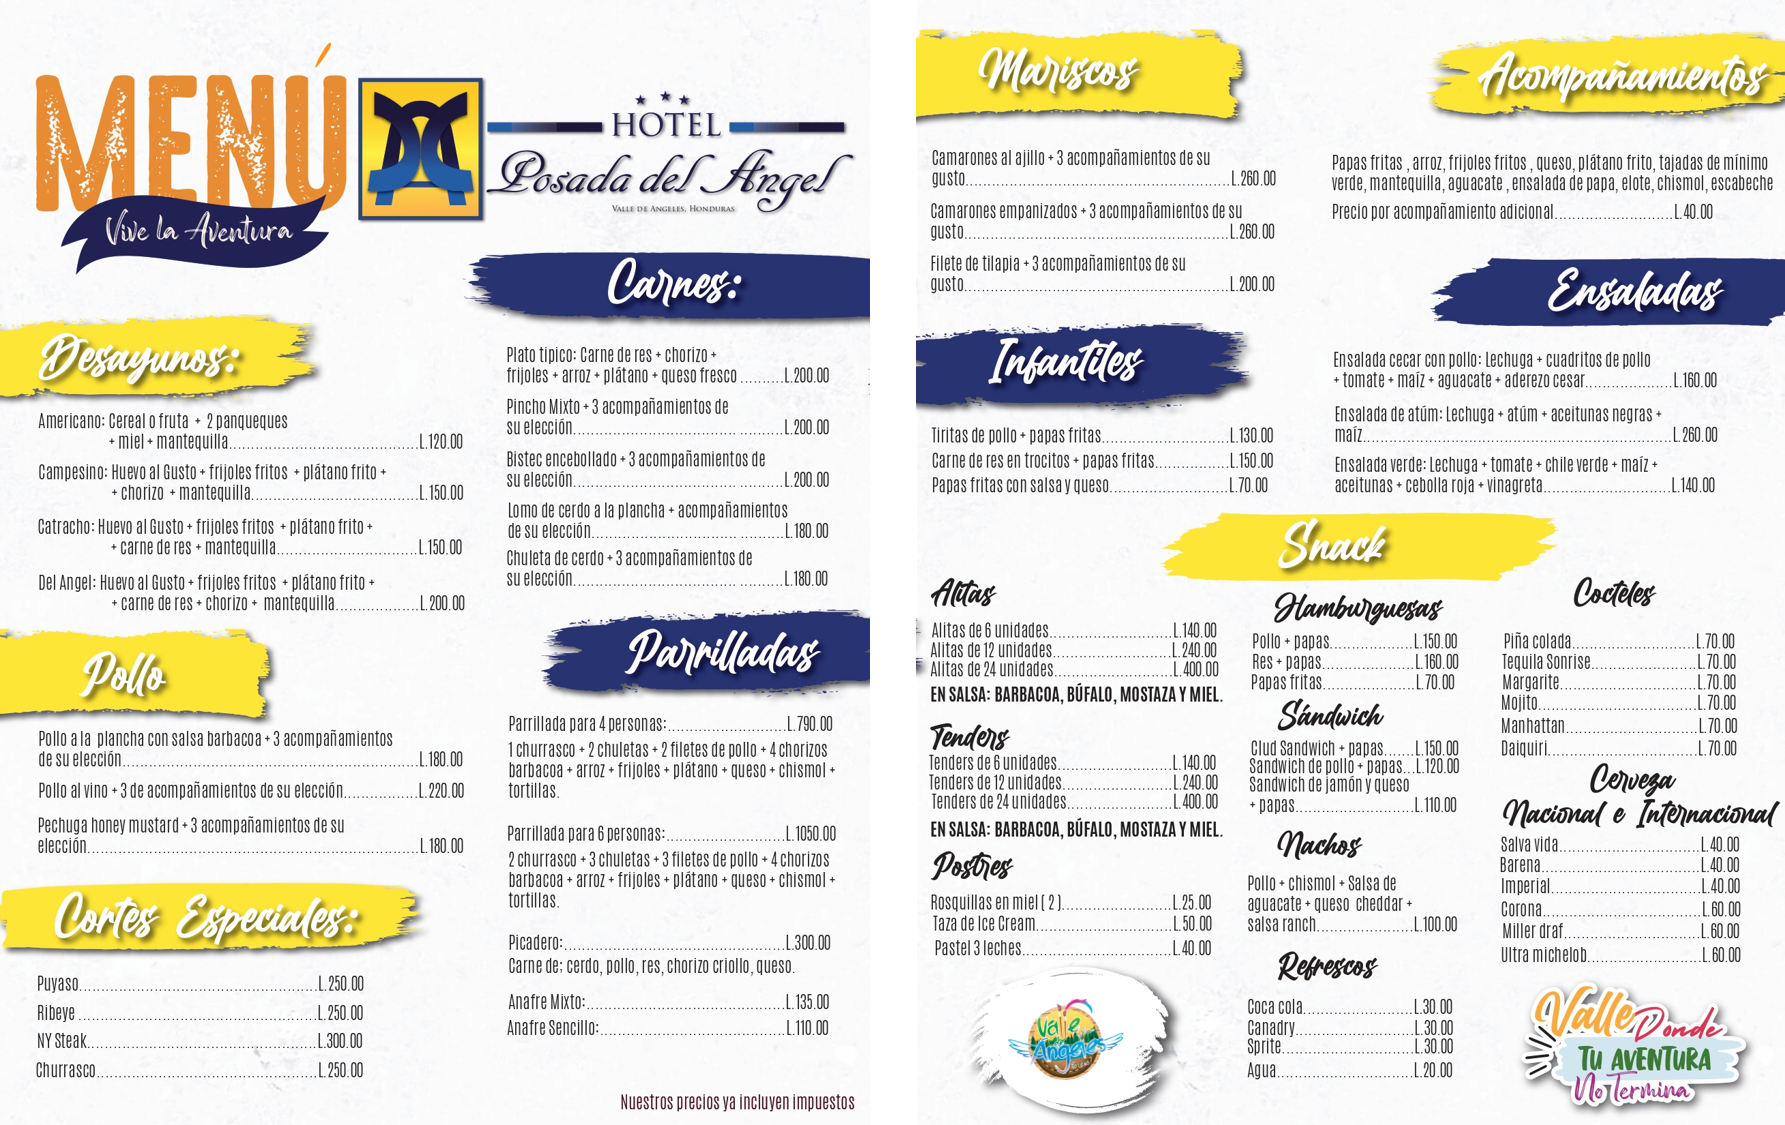 MENÚ
Vive la Aventura
HOTEL
Posada del Angel
VALLE DE ANGELES, HONDURAS
Desayunos:
Americano: Cereal o fruta + 2 panqueques
+ miel + mantequilla........L.120.00
Campesino: Huevo al Gusto + frijoles fritos + plátano frito +
+ chorizo + mantequilla........L.150.00
Catracho: Huevo al Gusto + frijoles fritos + plátano frito +
+ carne de res + mantequilla........L.150.00
Del Angel: Huevo al Gusto + frijoles fritos + plátano frito +
+ carne de res + chorizo + mantequilla........L.200.00
Pollo
Pollo a la plancha con salsa barbacoa + 3 acompañamientos
de su elección........L.180.00
Pollo al vino + 3 de acompañamientos de su elección........L.220.00
Pechuga honey mustard + 3 acompañamientos de su
elección........L.180.00
Cortes Especiales:
Puyaso........L.250.00
Ribeye ........L.250.00
NY Steak........L.300.00
Churrasco........L.250.00
Carnes:
Plato tipico: Carne de res + chorizo +
frijoles + arroz + plátano + queso fresco ........L.200.00
Pincho Mixto + 3 acompañamientos de
su elección........L.200.00
Bistec encebollado + 3 acompañamientos de
su elección........L.200.00
Lomo de cerdo a la plancha + acompañamientos
de su elección........L.180.00
Chuleta de cerdo + 3 acompañamientos de
su elección........L.180.00
Parrilladas
Parrillada para 4 personas:........L.790.00
1 churrasco + 2 chuletas + 2 filetes de pollo + 4 chorizos
barbacoa + arroz + frijoles + plátano + queso + chismol +
tortillas.
Parrillada para 6 personas:........L.1050.00
2 churrasco + 3 chuletas + 3 filetes de pollo + 4 chorizos
barbacoa + arroz + frijoles + plátano + queso + chismol +
tortillas.
Picadero:........L.300.00
Carne de; cerdo, pollo, res, chorizo criollo, queso.
Anafre Mixto:........L.135.00
Anafre Sencillo:........L.110.00
Nuestros precios ya incluyen impuestos
Mariscos
Camarones al ajillo + 3 acompañamientos de su
gusto........L.260.00
Camarones empanizados + 3 acompañamientos de su
gusto........L.260.00
Filete de tilapia + 3 acompañamientos de su
gusto........L.200.00
Infantiles
Tiritas de pollo + papas fritas........L.130.00
Carne de res en trocitos + papas fritas........L.150.00
Papas fritas con salsa y queso........L.70.00
Acompañamientos
Papas fritas , arroz, frijoles fritos , queso, plátano frito, tajadas de mínimo
verde, mantequilla, aguacate , ensalada de papa, elote, chismol, escabeche
Precio por acompañamiento adicional........L.40.00
Ensaladas
Ensalada cecar con pollo: Lechuga + cuadritos de pollo
+ tomate + maíz + aguacate + aderezo cesar........L.160.00
Ensalada de atúm: Lechuga + atúm + aceitunas negras +
maíz........L.260.00
Ensalada verde: Lechuga + tomate + chile verde + maíz +
aceitunas + cebolla roja + vinagreta........L.140.00
Snack
Alitas
Alitas de 6 unidades........L.140.00
Alitas de 12 unidades........L.240.00
Alitas de 24 unidades........L.400.00
EN SALSA: BARBACOA, BÚFALO, MOSTAZA Y MIEL.
Tenders
Tenders de 6 unidades........L.140.00
Tenders de 12 unidades........L.240.00
Tenders de 24 unidades........L.400.00
EN SALSA: BARBACOA, BÚFALO, MOSTAZA Y MIEL.
Postres
Rosquillas en miel ( 2 )........L.25.00
Taza de Ice Cream........L.50.00
Pastel 3 leches........L.40.00
Valle
Angeles
Hamburguesas
Pollo + papas........L.150.00
Res + papas........L.160.00
Papas fritas........L.70.00
Sándwich
Clud Sandwich + papas.......L.150.00
Sandwich de pollo + papas...L.120.00
Sandwich de jamón y queso
+ papas........L.110.00
Nachos
Pollo + chismol + Salsa de
aguacate + queso cheddar +
salsa ranch........L.100.00
Refrescos
Coca cola........L.30.00
Canadry........L.30.00
Sprite........L.30.00
Agua........L.20.00
Cocteles
Piña colada........L.70.00
Tequila Sonrise........L.70.00
Margarite........L.70.00
Mojito........L.70.00
Manhattan........L.70.00
Daiquiri........L.70.00
Cerveza
Nacional e Internacional
Salva vida........L.40.00
Barena........L.40.00
Imperial........L.40.00
Corona........L.60.00
Miller draf........L.60.00
Ultra michelob........L.60.00
Valle Donde
TU AVENTURA
No Termina